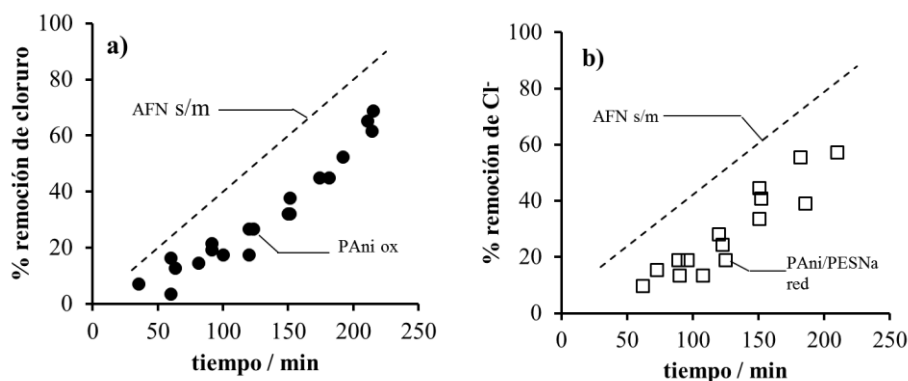 a)
% remoción de cloruro
100
80
60
40
20
0
AFN s/m
PAni ox
0 50 100 150 200 250
tiempo / min
b)
% remoción de Cl-
100
80
60
40
20
0
AFN s/m
PAni/PESNa
red
0 50 100 150 200 250
tiempo / min